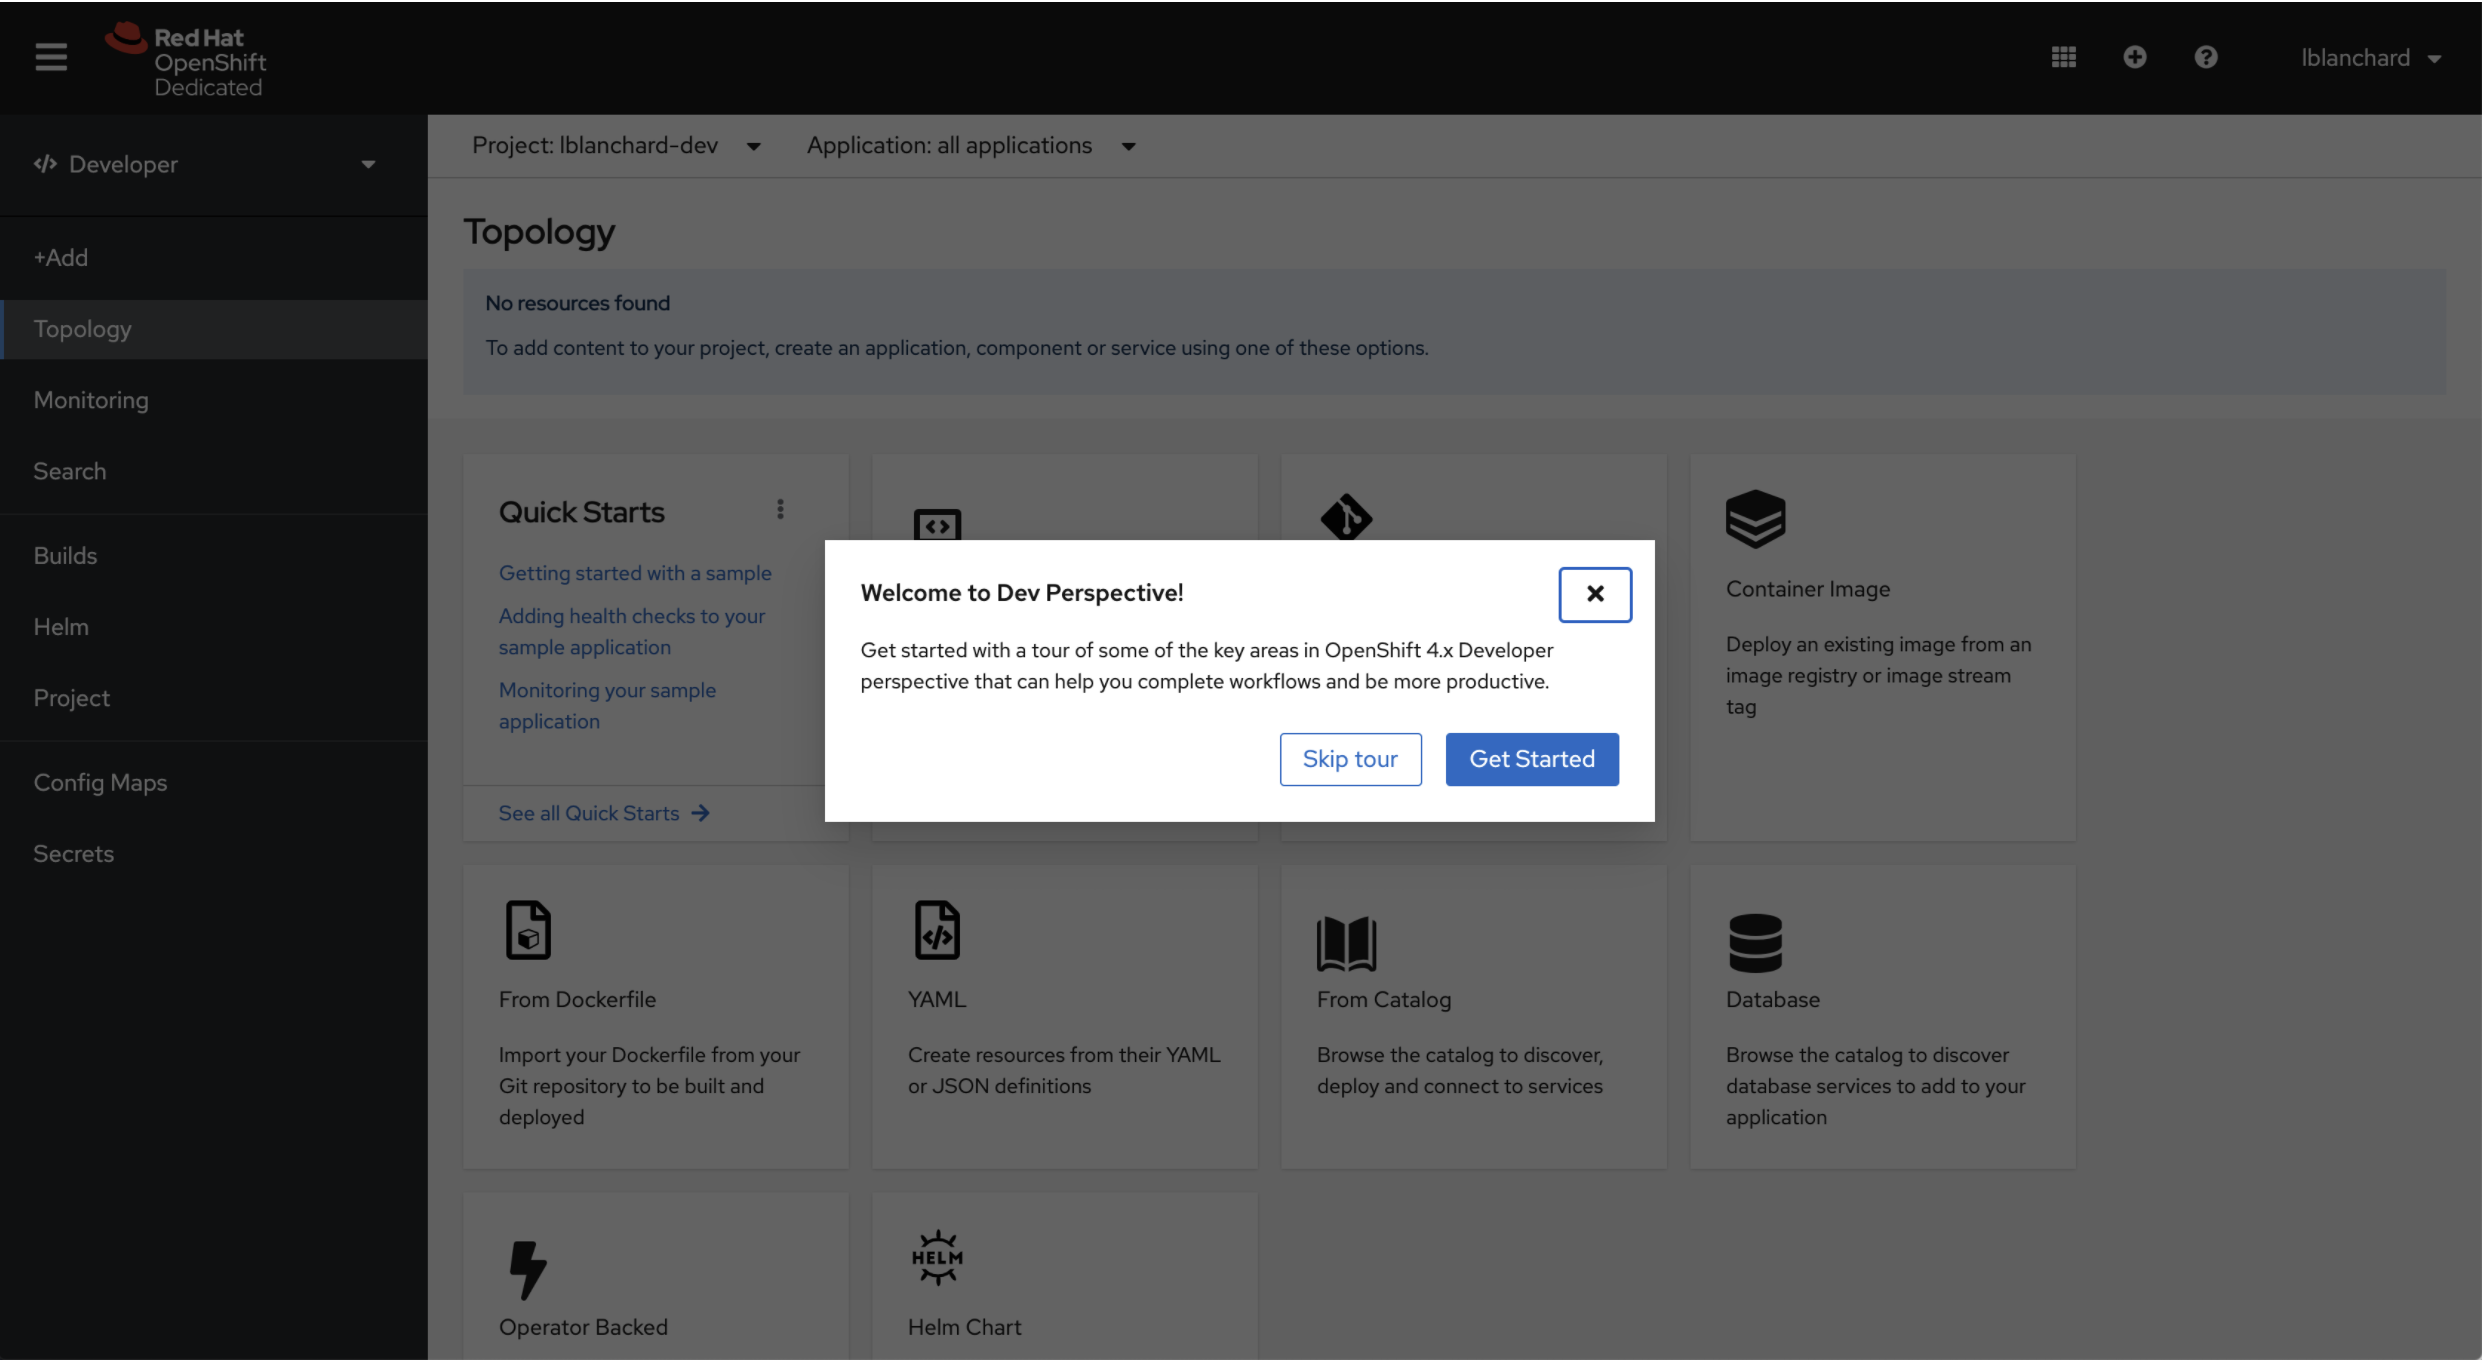 Red Hat
OpenShift
Dedicated
lblanchard
Developer
+Add
Topology
Monitoring
Search
Builds
Helm
Project
Config Maps
Secrets
Project: lblanchard-dev
Application: all applications
Topology
No resources found
To add content to your project, create an application, component or service using one of these options.
Quick Starts
Getting started with a sample
Adding health checks to your
sample application
Monitoring your sample
application
See all Quick Starts
Container Image
Deploy an existing image from an
image registry or image stream
tag
Welcome to Dev Perspective!
Get started with a tour of some of the key areas in OpenShift 4.x Developer
perspective that can help you complete workflows and be more productive.
Skip tour
Get Started
From Dockerfile
Import your Dockerfile from your
Git repository to be built and
deployed
YAML
Create resources from their YAML
or JSON definitions
From Catalog
Browse the catalog to discover,
deploy and connect to services
Database
Browse the catalog to discover
database services to add to your
application
Operator Backed
HELM
Helm Chart